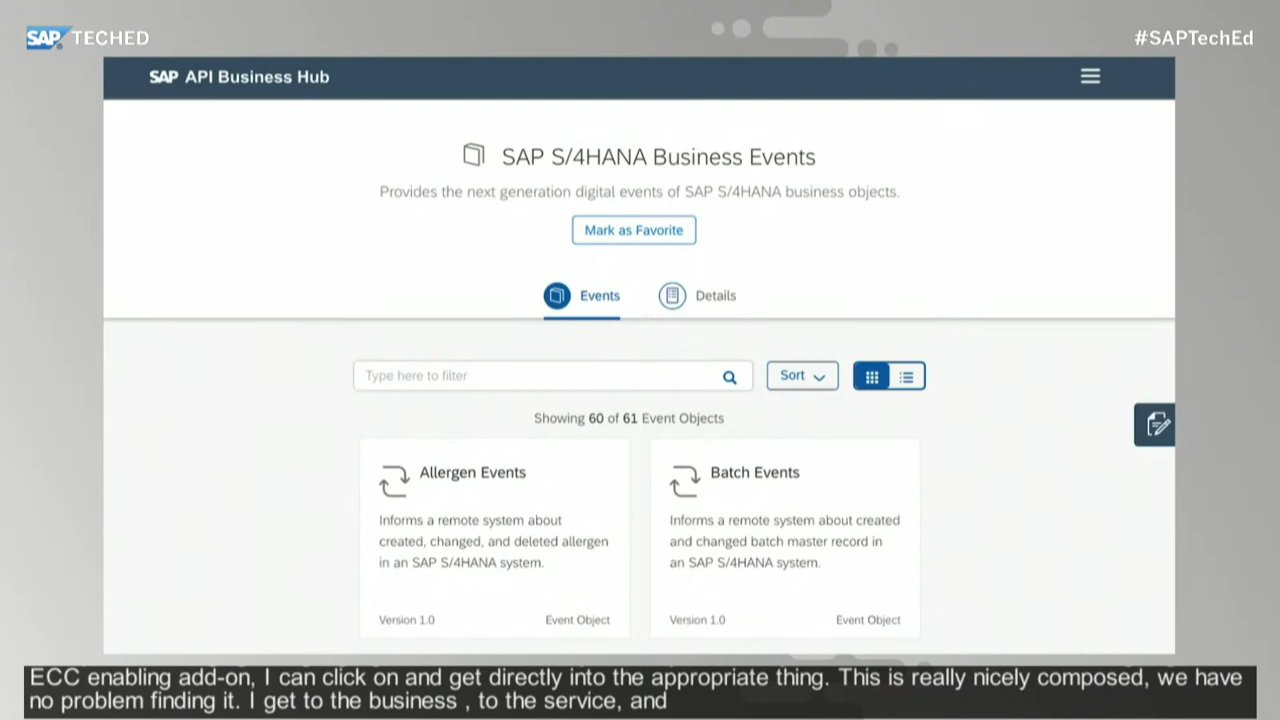 SAP TECHED
#SAPTechEd
SAP API Business Hub
SAP S/4HANA Business Events
Provides the next generation digital events of SAP S/4HANA business objects.
Mark as Favorite
Events
Details
Type here to filter
Sort
Showing 60 of 61 Event Objects
Allergen Events
Informs a remote system about
created, changed, and deleted allergen
in an SAP S/4HANA system.
Version 1.0
Event Object
Batch Events
Informs a remote system about created
and changed batch master record in
an SAP S/4HANA system.
Version 1.0
Event Object
ECC enabling add-on, I can click on and get directly into the appropriate thing. This is really nicely composed, we have
no problem finding it. I get to the business , to the service, and